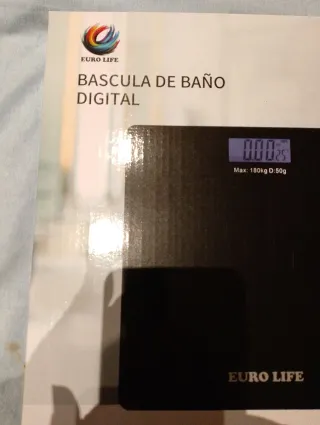 EURO LIFE
BASCULA DE BAÑO
DIGITAL
0.00
Max: 180kg D:50g
EURO LIFE